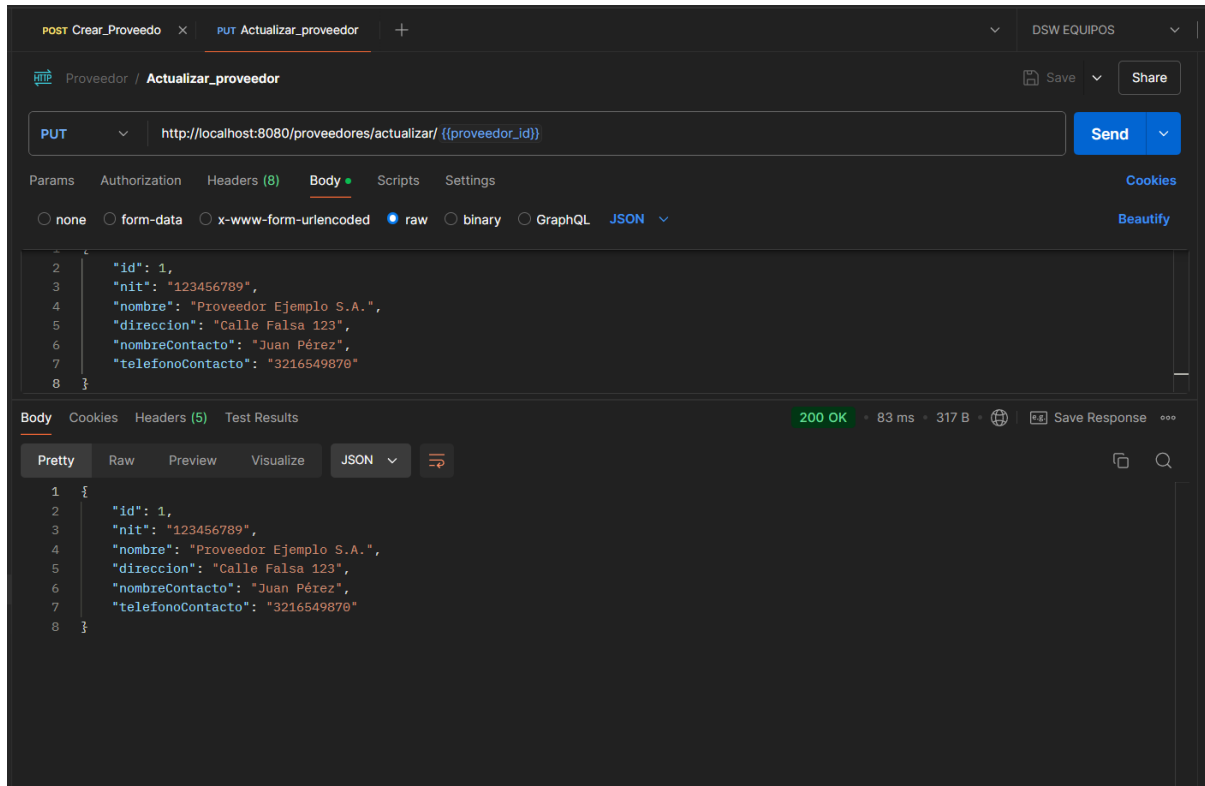 POST Crear_Proveedo × PUT Actualizar_proveedor + DSW EQUIPOS
HTTP Proveedor / Actualizar_proveedor Save Share
PUT http://localhost:8080/proveedores/actualizar/ {{proveedor_id}} Send
Params Authorization Headers (8) Body Scripts Settings Cookies
none form-data x-www-form-urlencoded raw binary GraphQL JSON Beautify
1 {
2 "id": 1,
3 "nit": "123456789",
4 "nombre": "Proveedor Ejemplo S.A.",
5 "direccion": "Calle Falsa 123",
6 "nombreContacto": "Juan Pérez",
7 "telefonoContacto": "3216549870"
8 }
Body Cookies Headers (5) Test Results 200 OK • 83 ms • 317 B e.g. Save Response
Pretty Raw Preview Visualize JSON
1 {
2 "id": 1,
3 "nit": "123456789",
4 "nombre": "Proveedor Ejemplo S.A.",
5 "direccion": "Calle Falsa 123",
6 "nombreContacto": "Juan Pérez",
7 "telefonoContacto": "3216549870"
8 }